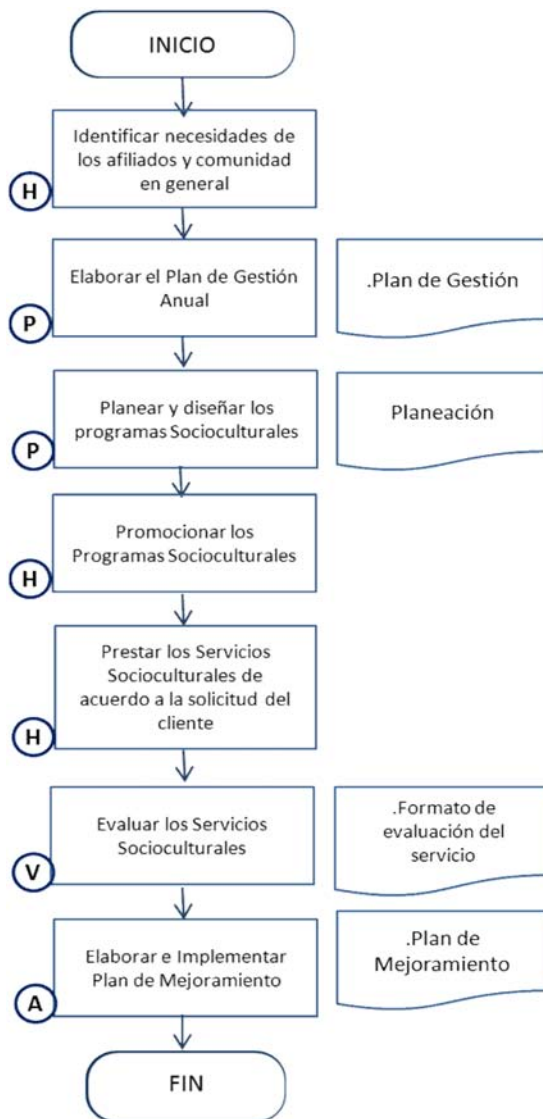 INICIO
Identificar necesidades de
los afiliados y comunidad
en general
H
Elaborar el Plan de Gestión
Anual
P
.Plan de Gestión
Planear y diseñar los
programas Socioculturales
P
Planeación
Promocionar los
Programas Socioculturales
H
Prestar los Servicios
Socioculturales de
acuerdo a la solicitud del
cliente
H
Evaluar los Servicios
Socioculturales
V
.Formato de
evaluación del
servicio
Elaborar e Implementar
Plan de Mejoramiento
A
.Plan de
Mejoramiento
FIN